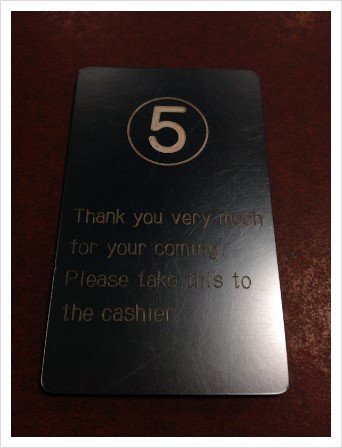 5
Thank you very much
for your coming
Please take this to
the cashier